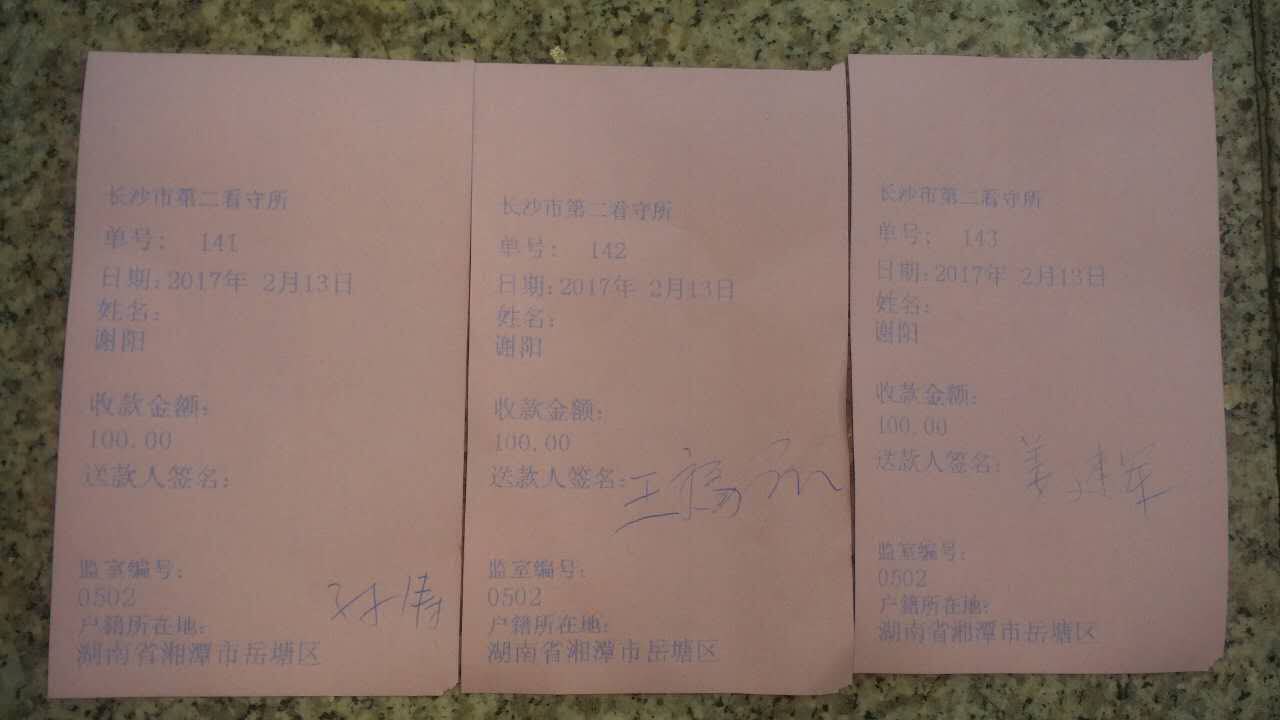 长沙市第二看守所
单号: 141
日期:2017年 2月13日
姓名:
谢阳
收款金额:
100.00
送款人签名:
监室编号:
0502
户籍所在地:
湖南省湘潭市岳塘区
长沙市第二看守所
单号: 142
日期:2017年 2月13日
姓名:
谢阳
收款金额:
100.00
送款人签名:王福永
监室编号:
0502
户籍所在地:
湖南省湘潭市岳塘区
长沙市第二看守所
单号: 143
日期:2017年 2月13日
姓名:
谢阳
收款金额:
100.00
送款人签名:姜建军
监室编号:
0502
户籍所在地:
湖南省湘潭市岳塘区